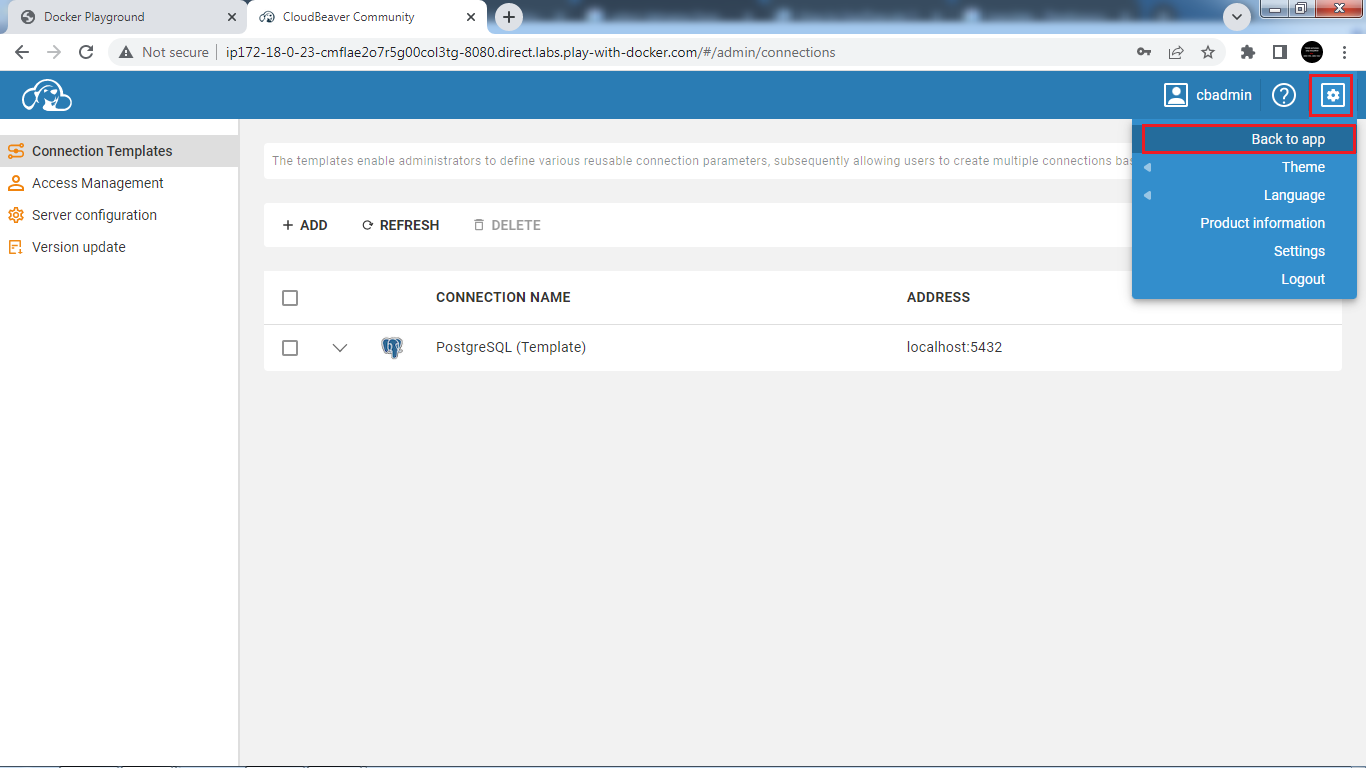 Docker Playground
CloudBeaver Community
Not secure
ip172-18-0-23-cmflae2o7r5g00col3tg-8080.direct.labs.play-with-docker.com/#/admin/connections
cbadmin
Back to app
Theme
Language
Product information
Settings
Logout
Connection Templates
Access Management
Server configuration
Version update
The templates enable administrators to define various reusable connection parameters, subsequently allowing users to create multiple connections bas
ADD
REFRESH
DELETE
CONNECTION NAME
ADDRESS
PostgreSQL (Template)
localhost:5432